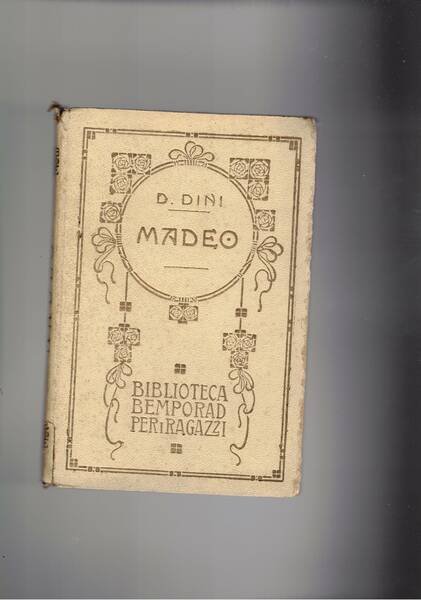 D. DINI
MADEO
BIBLIOTECA
BEMPORAD
PER I RAGAZZI